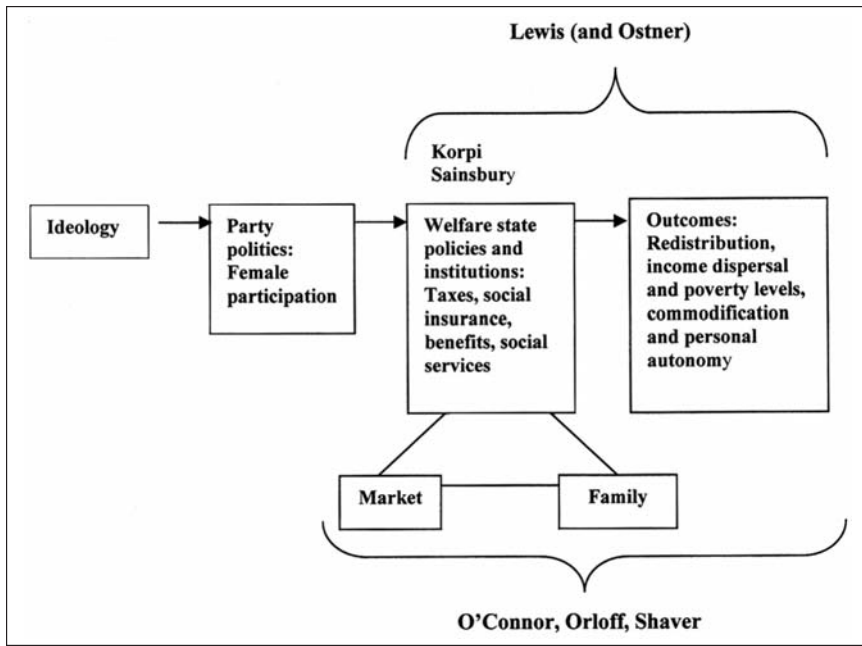 Lewis (and Ostner)
Korpi
Sainsbury
Ideology
Party
politics:
Female
participation
Welfare state
policies and
institutions:
Taxes, social
insurance,
benefits, social
services
Outcomes:
Redistribution,
income dispersal
and poverty levels,
commodification
and personal
autonomy
Market
Family
O’Connor, Orloff, Shaver